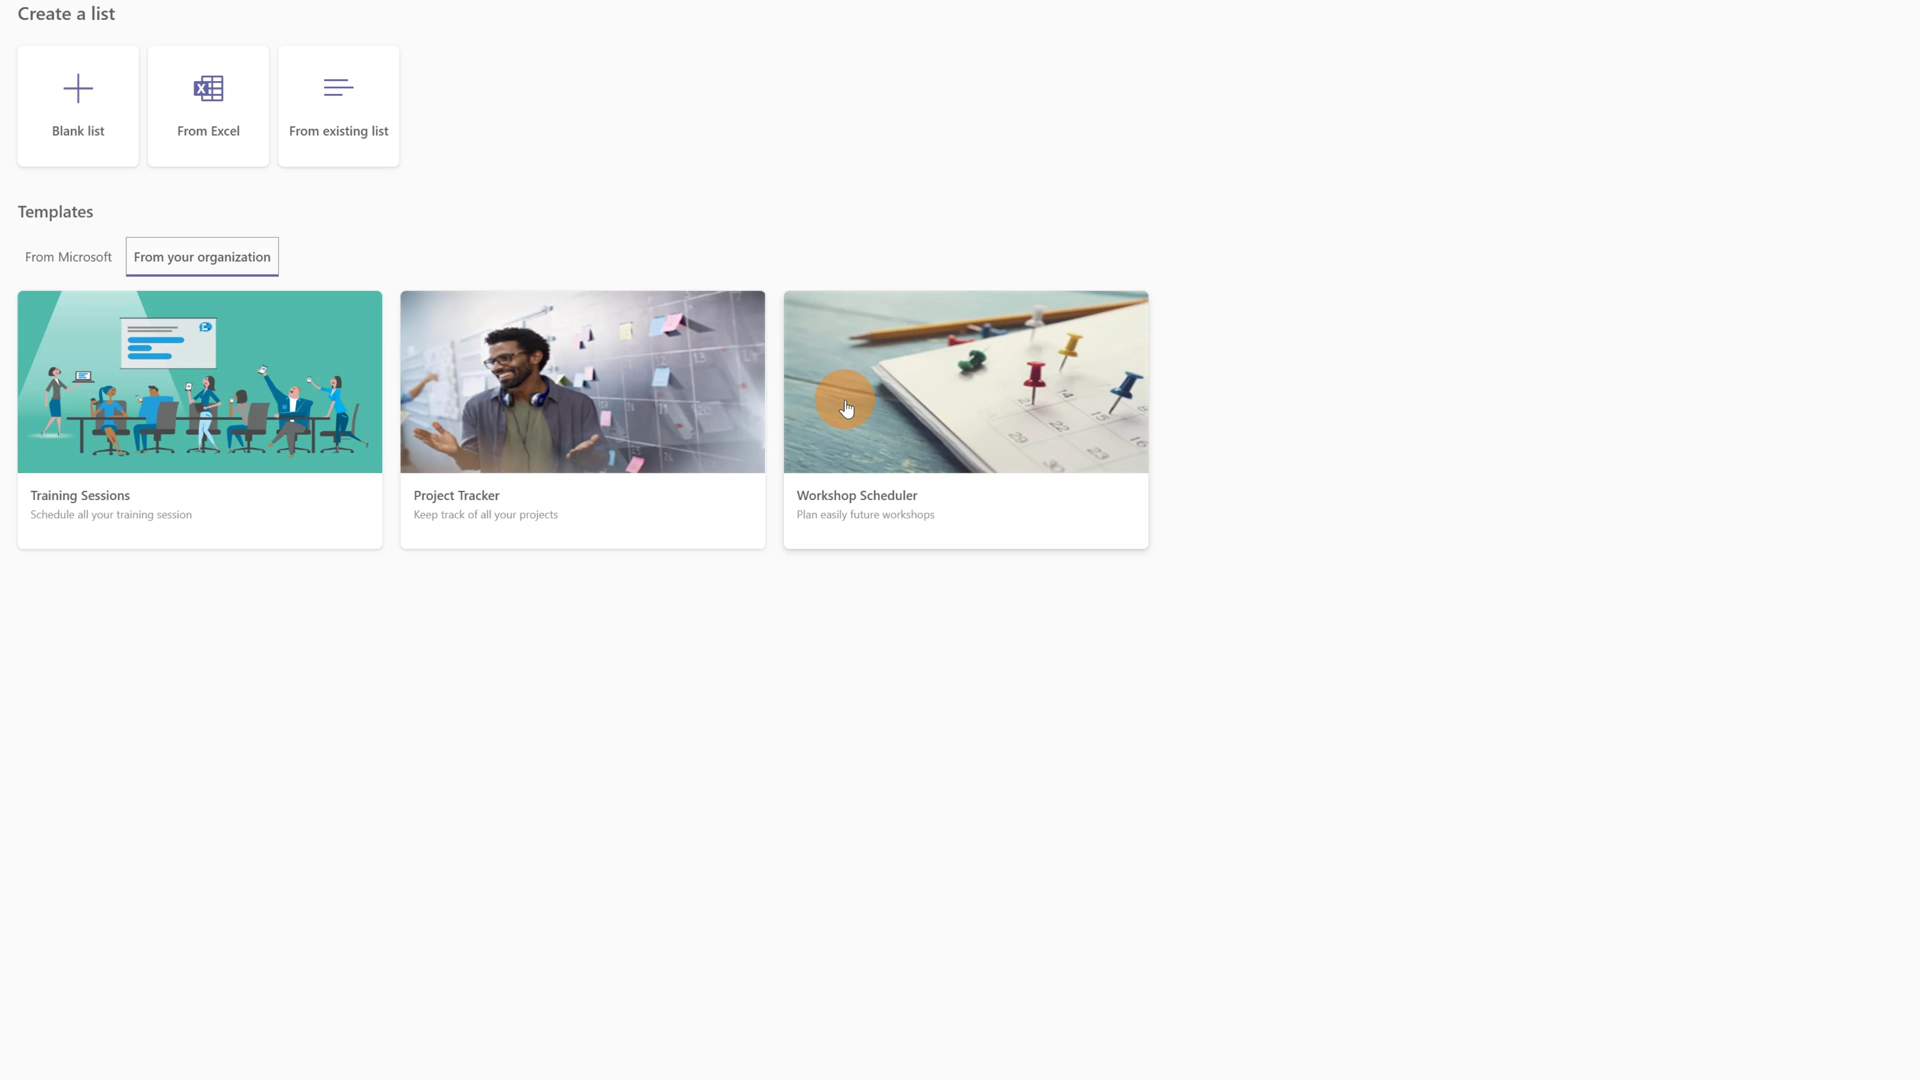 Create a list
Blank list
From Excel
From existing list
Templates
From Microsoft
From your organization
Training Sessions
Schedule all your training session
Project Tracker
Keep track of all your projects
Workshop Scheduler
Plan easily future workshops